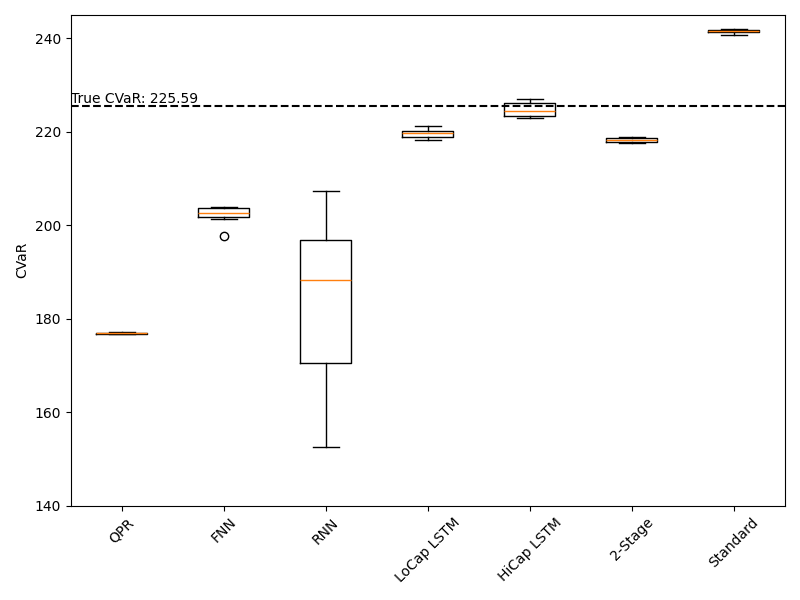 240
True CVaR: 225.59
220
200
CVaR
180
160
140
QPR
FNN
RNN
LoCap LSTM
HiCap LSTM
2-Stage
Standard